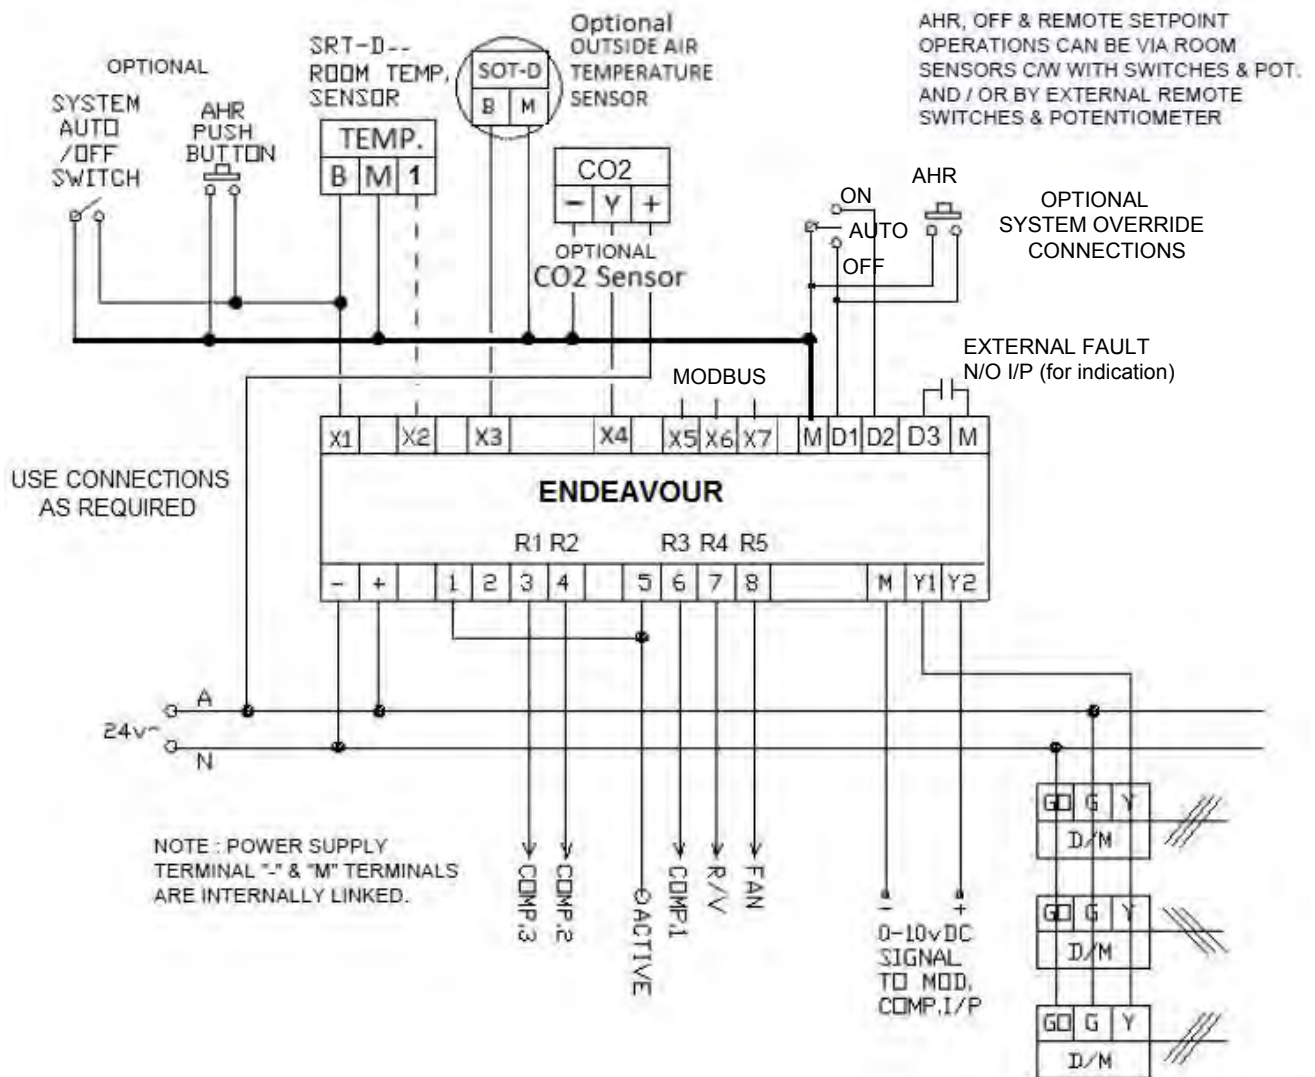 OPTIONAL
SYSTEM
AUTO
/OFF
SWITCH
AHR
PUSH
BUTTON
SRT-D--
ROOM TEMP.
SENSOR
TEMP.
B M 1
SOT-D
B M
Optional
OUTSIDE AIR
TEMPERATURE
SENSOR
CO2
- Y +
OPTIONAL
CO2 Sensor
AHR, OFF & REMOTE SETPOINT
OPERATIONS CAN BE VIA ROOM
SENSORS C/W WITH SWITCHES & POT.
AND / OR BY EXTERNAL REMOTE
SWITCHES & POTENTIOMETER
ON
AUTO
OFF
AHR
OPTIONAL
SYSTEM OVERRIDE
CONNECTIONS
EXTERNAL FAULT
N/O I/P (for indication)
MODBUS
X1 X2 X3 X4 X5 X6 X7 M D1 D2 D3 M
USE CONNECTIONS
AS REQUIRED
ENDEAVOUR
R1 R2 R3 R4 R5
- + 1 2 3 4 5 6 7 8 M Y1 Y2
A
24v~
N
NOTE : POWER SUPPLY
TERMINAL "-" & "M" TERMINALS
ARE INTERNALLY LINKED.
COMP.3
COMP.2
ACTIVE
COMP.1
R/V
FAN
- +
0-10vDC
SIGNAL
TO MOD.
COMP.I/P
GO G Y
D/M
GO G Y
D/M
GO G Y
D/M